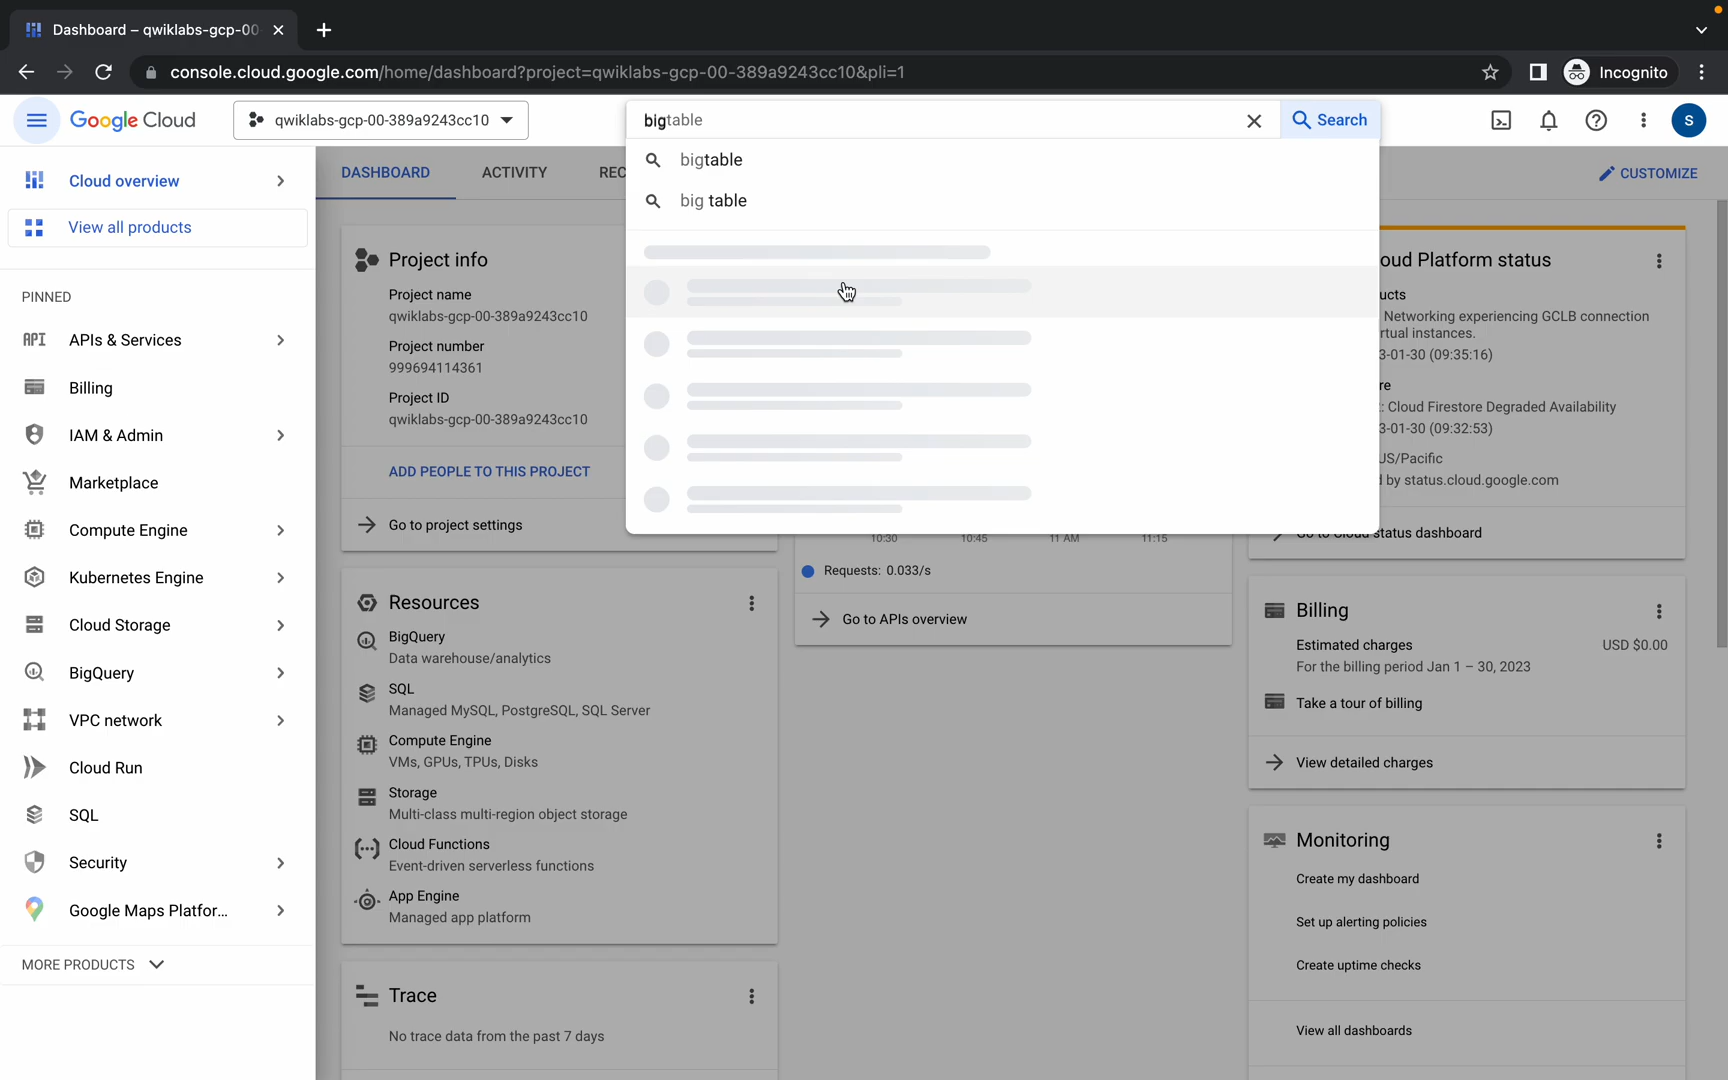 Dashboard – qwiklabs-gcp-00
console.cloud.google.com/home/dashboard?project=qwiklabs-gcp-00-389a9243cc10&pli=1
Incognito
Google Cloud
qwiklabs-gcp-00-389a9243cc10
bigtable
Search
S
bigtable
big table
Cloud overview
View all products
PINNED
API
APIs & Services
Billing
IAM & Admin
Marketplace
Compute Engine
Kubernetes Engine
Cloud Storage
BigQuery
VPC network
Cloud Run
SQL
Security
Google Maps Platfor...
MORE PRODUCTS
DASHBOARD
ACTIVITY
REC
CUSTOMIZE
Project info
Project name
qwiklabs-gcp-00-389a9243cc10
Project number
999694114361
Project ID
qwiklabs-gcp-00-389a9243cc10
ADD PEOPLE TO THIS PROJECT
Go to project settings
Resources
BigQuery
Data warehouse/analytics
SQL
Managed MySQL, PostgreSQL, SQL Server
Compute Engine
VMs, GPUs, TPUs, Disks
Storage
Multi-class multi-region object storage
Cloud Functions
Event-driven serverless functions
App Engine
Managed app platform
Trace
No trace data from the past 7 days
10:30
10:45
11 AM
11:15
Requests: 0.033/s
Go to APIs overview
oud Platform status
ucts
Networking experiencing GCLB connection
rtual instances.
3-01-30 (09:35:16)
re
: Cloud Firestore Degraded Availability
3-01-30 (09:32:53)
US/Pacific
d by status.cloud.google.com
Go to Cloud status dashboard
Billing
Estimated charges
USD $0.00
For the billing period Jan 1 – 30, 2023
Take a tour of billing
View detailed charges
Monitoring
Create my dashboard
Set up alerting policies
Create uptime checks
View all dashboards